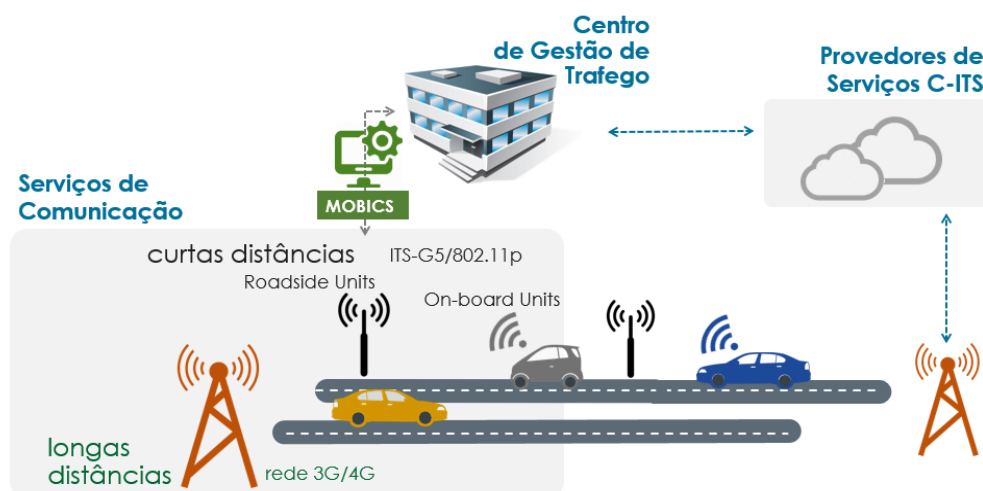 Centro
de Gestão de
Trafego
Provedores de
Serviços C-ITS
Serviços de
Comunicação
MOBICS
curtas distâncias
ITS-G5/802.11p
Roadside Units
On-board Units
longas
distâncias
rede 3G/4G